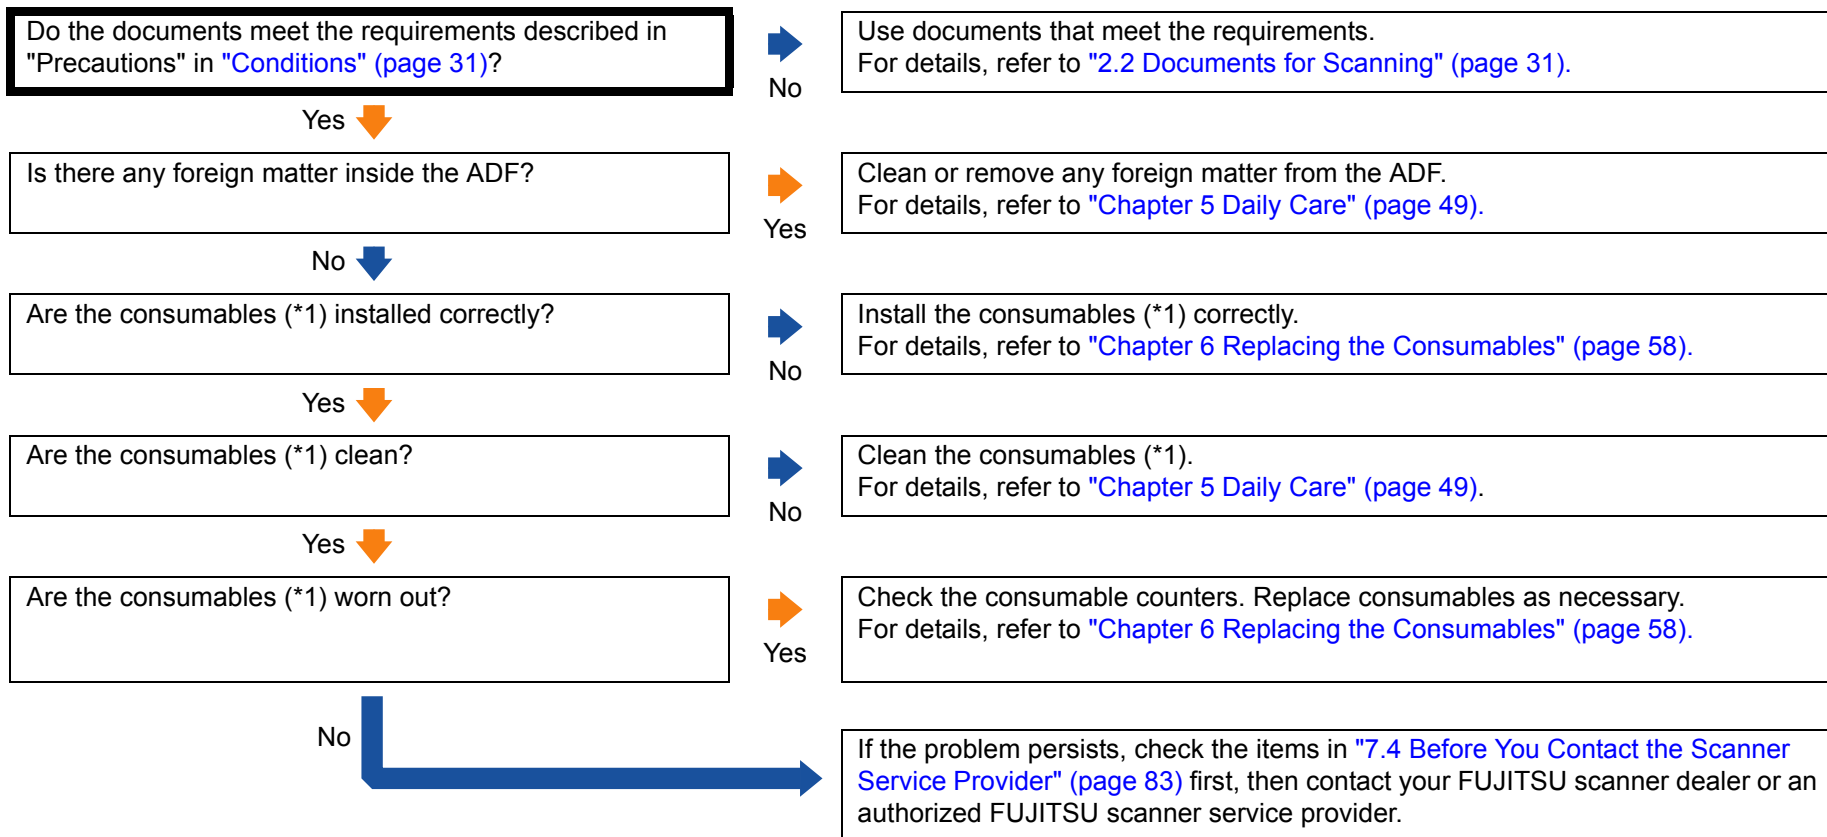 Do the documents meet the requirements described in
"Precautions" in "Conditions" (page 31)?
No
Use documents that meet the requirements.
For details, refer to "2.2 Documents for Scanning" (page 31).
Yes
Is there any foreign matter inside the ADF?
Yes
Clean or remove any foreign matter from the ADF.
For details, refer to "Chapter 5 Daily Care" (page 49).
No
Are the consumables (*1) installed correctly?
No
Install the consumables (*1) correctly.
For details, refer to "Chapter 6 Replacing the Consumables" (page 58).
Yes
Are the consumables (*1) clean?
No
Clean the consumables (*1).
For details, refer to "Chapter 5 Daily Care" (page 49).
Yes
Are the consumables (*1) worn out?
Yes
Check the consumable counters. Replace consumables as necessary.
For details, refer to "Chapter 6 Replacing the Consumables" (page 58).
No
If the problem persists, check the items in "7.4 Before You Contact the Scanner
Service Provider" (page 83) first, then contact your FUJITSU scanner dealer or an
authorized FUJITSU scanner service provider.